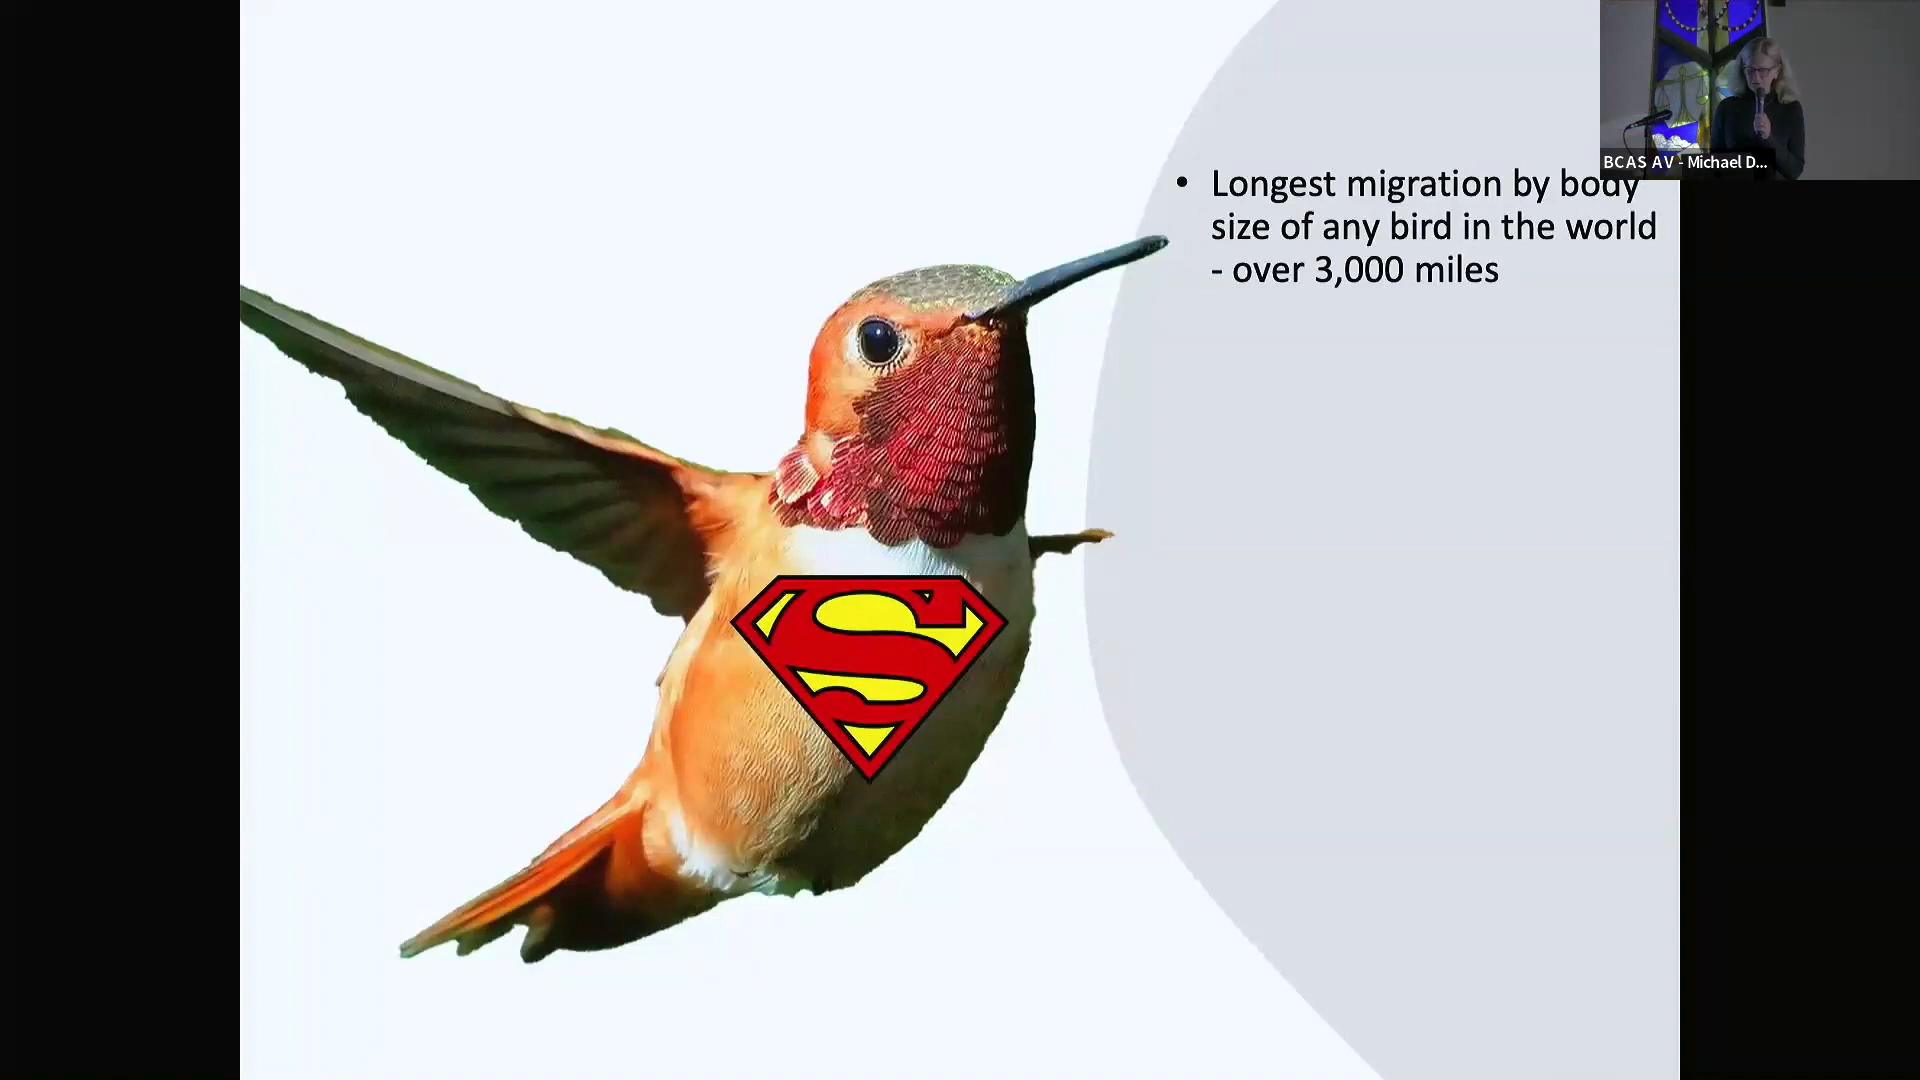 BCAS AV - Michael D...
• Longest migration by body
size of any bird in the world
- over 3,000 miles
S